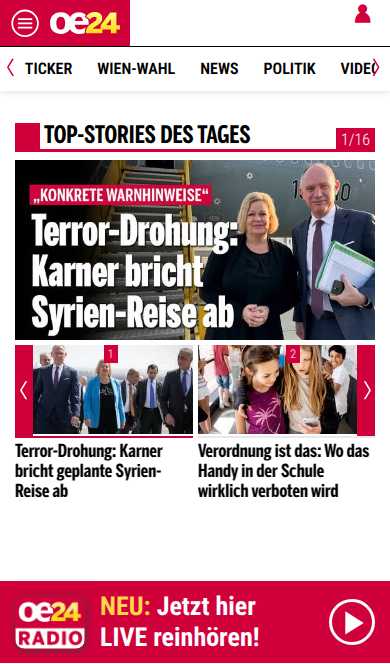 oe24
TICKER WIEN-WAHL NEWS POLITIK VIDEO
TOP-STORIES DES TAGES
1/16
„KONKRETE WARNHINWEISE“
Terror-Drohung:
Karner bricht
Syrien-Reise ab
1
2
Terror-Drohung: Karner
bricht geplante Syrien-
Reise ab
Verordnung ist das: Wo das
Handy in der Schule
wirklich verboten wird
oe24
RADIO
NEU: Jetzt hier
LIVE reinhören!